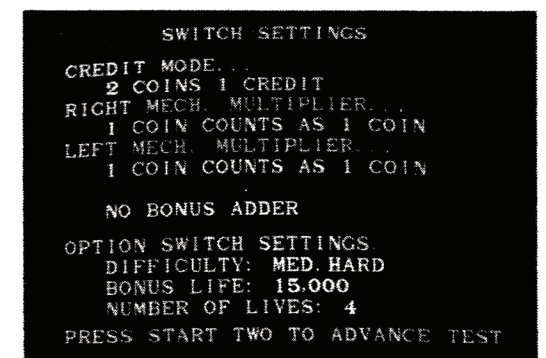 SWITCH SETTINGS
CREDIT MODE...
2 COINS 1 CREDIT
RIGHT MECH. MULTIPLIER...
1 COIN COUNTS AS 1 COIN
LEFT MECH. MULTIPLIER...
1 COIN COUNTS AS 1 COIN
NO BONUS ADDER
OPTION SWITCH SETTINGS.
DIFFICULTY: MED. HARD
BONUS LIFE: 15,000
NUMBER OF LIVES: 4
PRESS START TWO TO ADVANCE TEST